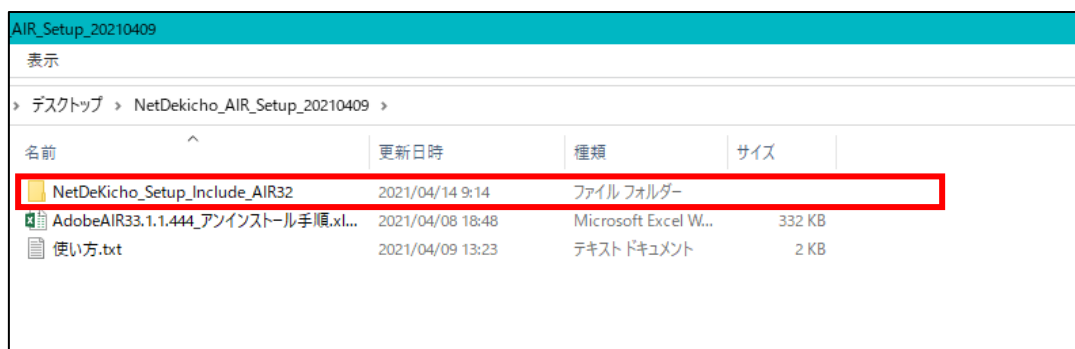 AIR_Setup_20210409
表示
› デスクトップ › NetDekicho_AIR_Setup_20210409 ›
名前 更新日時 種類 サイズ
NetDeKicho_Setup_Include_AIR32 2021/04/14 9:14 ファイル フォルダー
AdobeAIR33.1.1.444_アンインストール手順.xl... 2021/04/08 18:48 Microsoft Excel W... 332 KB
使い方.txt 2021/04/09 13:23 テキスト ドキュメント 2 KB